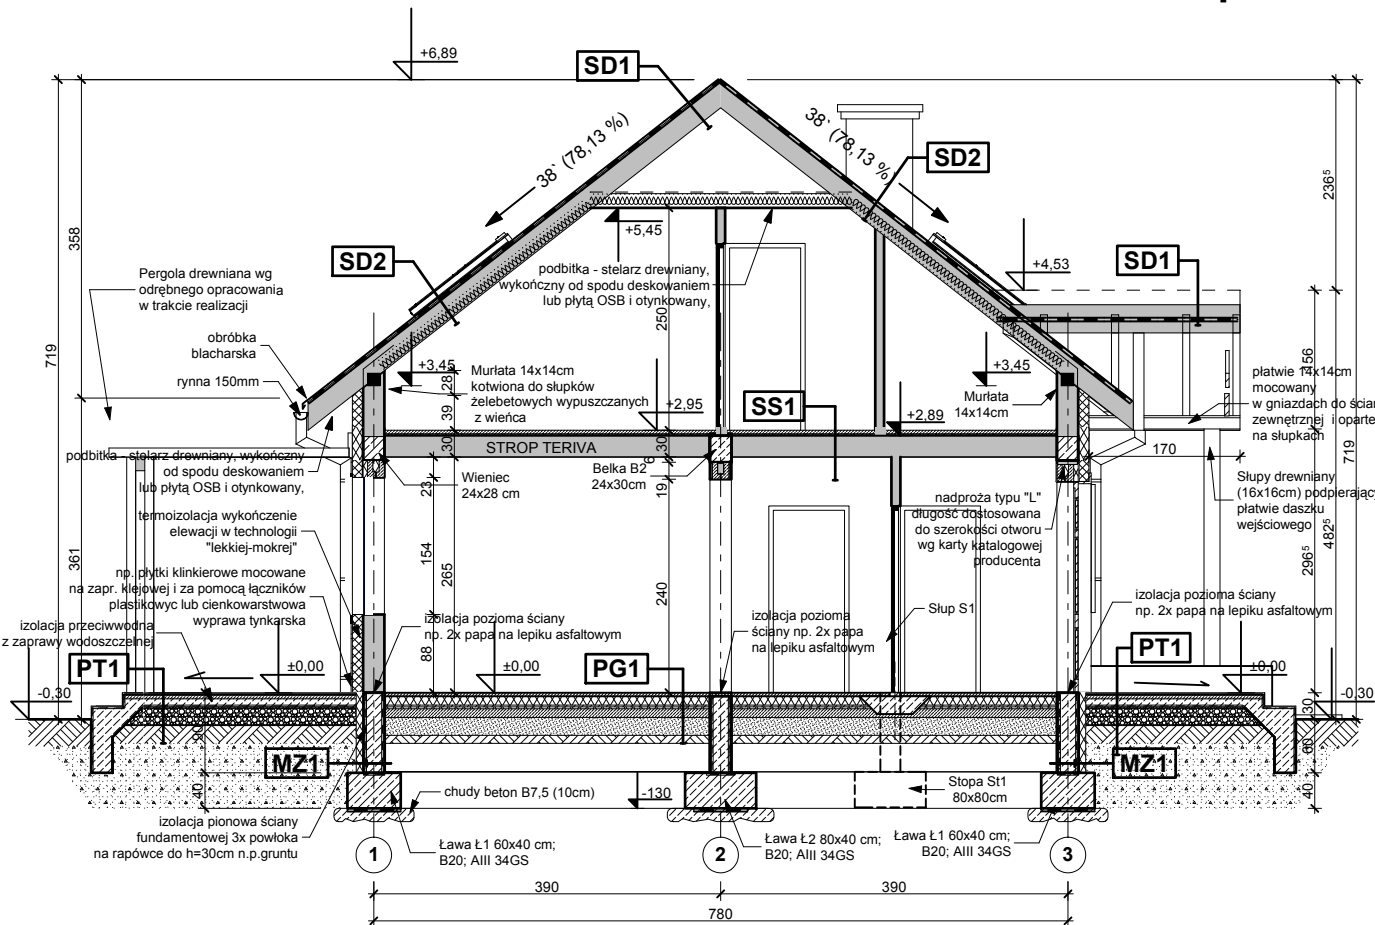 +6,89
SD1
38` (78,13 %)
38` (78,13 %)
SD2
SD2
SD1
+5,45
+4,53
podbitka - stelarz drewniany,
wykończny od spodu deskowaniem
lub płytą OSB i otynkowany,
Pergola drewniana wg
odrębnego opracowania
w trakcie realizacji
obróbka
blacharska
rynna 150mm
+3,45
Murłata 14x14cm
kotwiona do słupków
żelebetowych wypuszczanych
z wieńca
+2,95
SS1
+2,89
+3,45
Murłata
14x14cm
płatwie 14x14cm
mocowany
w gniazdach do ścian
zewnętrznej i oparte
na słupkach
STROP TERIVA
podbitka - stelarz drewniany, wykończny
od spodu deskowaniem
lub płytą OSB i otynkowany,
Wieniec
24x28 cm
Belka B2
24x30cm
nadproża typu "L"
długość dostosowana
do szerokości otworu
wg karty katalogowej
producenta
Słupy drewniany
(16x16cm) podpierający
płatwie daszku
wejściowego
termoizolacja wykończenie
elewacji w technologii
"lekkiej-mokrej"
np. płytki klinkierowe mocowane
na zapr. klejowej i za pomocą łączników
plastikowyc lub cienkowarstwowa
wyprawa tynkarska
izolacja przeciwwodna
z zaprawy wodoszczelnej
izolacja pozioma ściany
np. 2x papa na lepiku asfaltowym
izolacja pozioma
ściany np. 2x papa
na lepiku asfaltowym
Słup S1
izolacja pozioma ściany
np. 2x papa na lepiku asfaltowym
PT1
±0,00
±0,00
PG1
PT1
±0,00
-0,30
-0,30
MZ1
MZ1
chudy beton B7,5 (10cm)
-130
Stopa St1
80x80cm
izolacja pionowa ściany
fundamentowej 3x powłoka
na rapówce do h=30cm n.p.gruntu
Ława Ł1 60x40 cm;
B20; AIII 34GS
Ława Ł2 80x40 cm;
B20; AIII 34GS
Ława Ł1 60x40 cm;
B20; AIII 34GS
1
2
3
390
390
780
719
358
361
90
40
28
39
30
23
154
88
265
250
30
6
19
240
170
236⁵
156
296⁵
482⁵
719
30
60
40